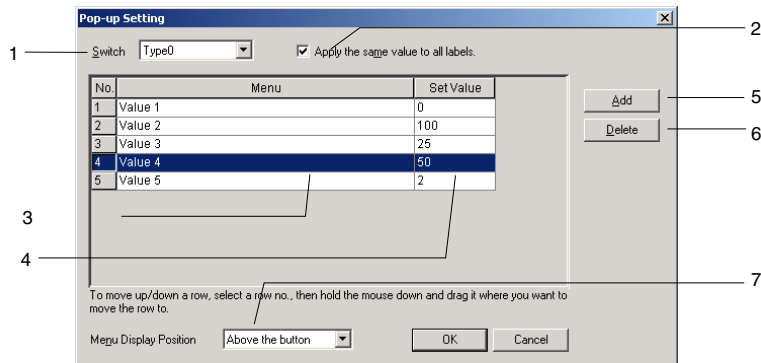 Pop-up Setting
2
1
Switch Type0 Apply the same value to all labels.
No. Menu Set Value
1 Value 1 0
2 Value 2 100
3 Value 3 25
4 Value 4 50
5 Value 5 2
Add
5
Delete
6
3
4
7
To move up/down a row, select a row no., then hold the mouse down and drag it where you want to
move the row to.
Menu Display Position Above the button OK Cancel